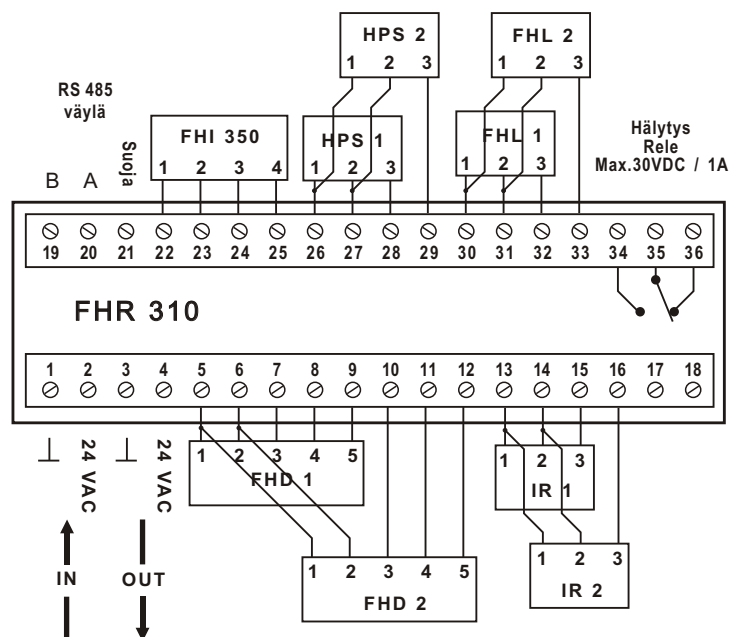 HPS 2
1 2 3
FHL 2
1 2 3
RS 485
väylä
Suoja
B A
FHI 350
1 2 3 4
HPS 1
1 2 3
FHL 1
1 2 3
Hälytys
Rele
Max.30VDC / 1A
19 20 21 22 23 24 25 26 27 28 29 30 31 32 33 34 35 36
FHR 310
1 2 3 4 5 6 7 8 9 10 11 12 13 14 15 16 17 18
24 VAC
24 VAC
1 2 3 4 5
FHD 1
1 2 3
IR 1
IN
OUT
1 2 3 4 5
FHD 2
1 2 3
IR 2